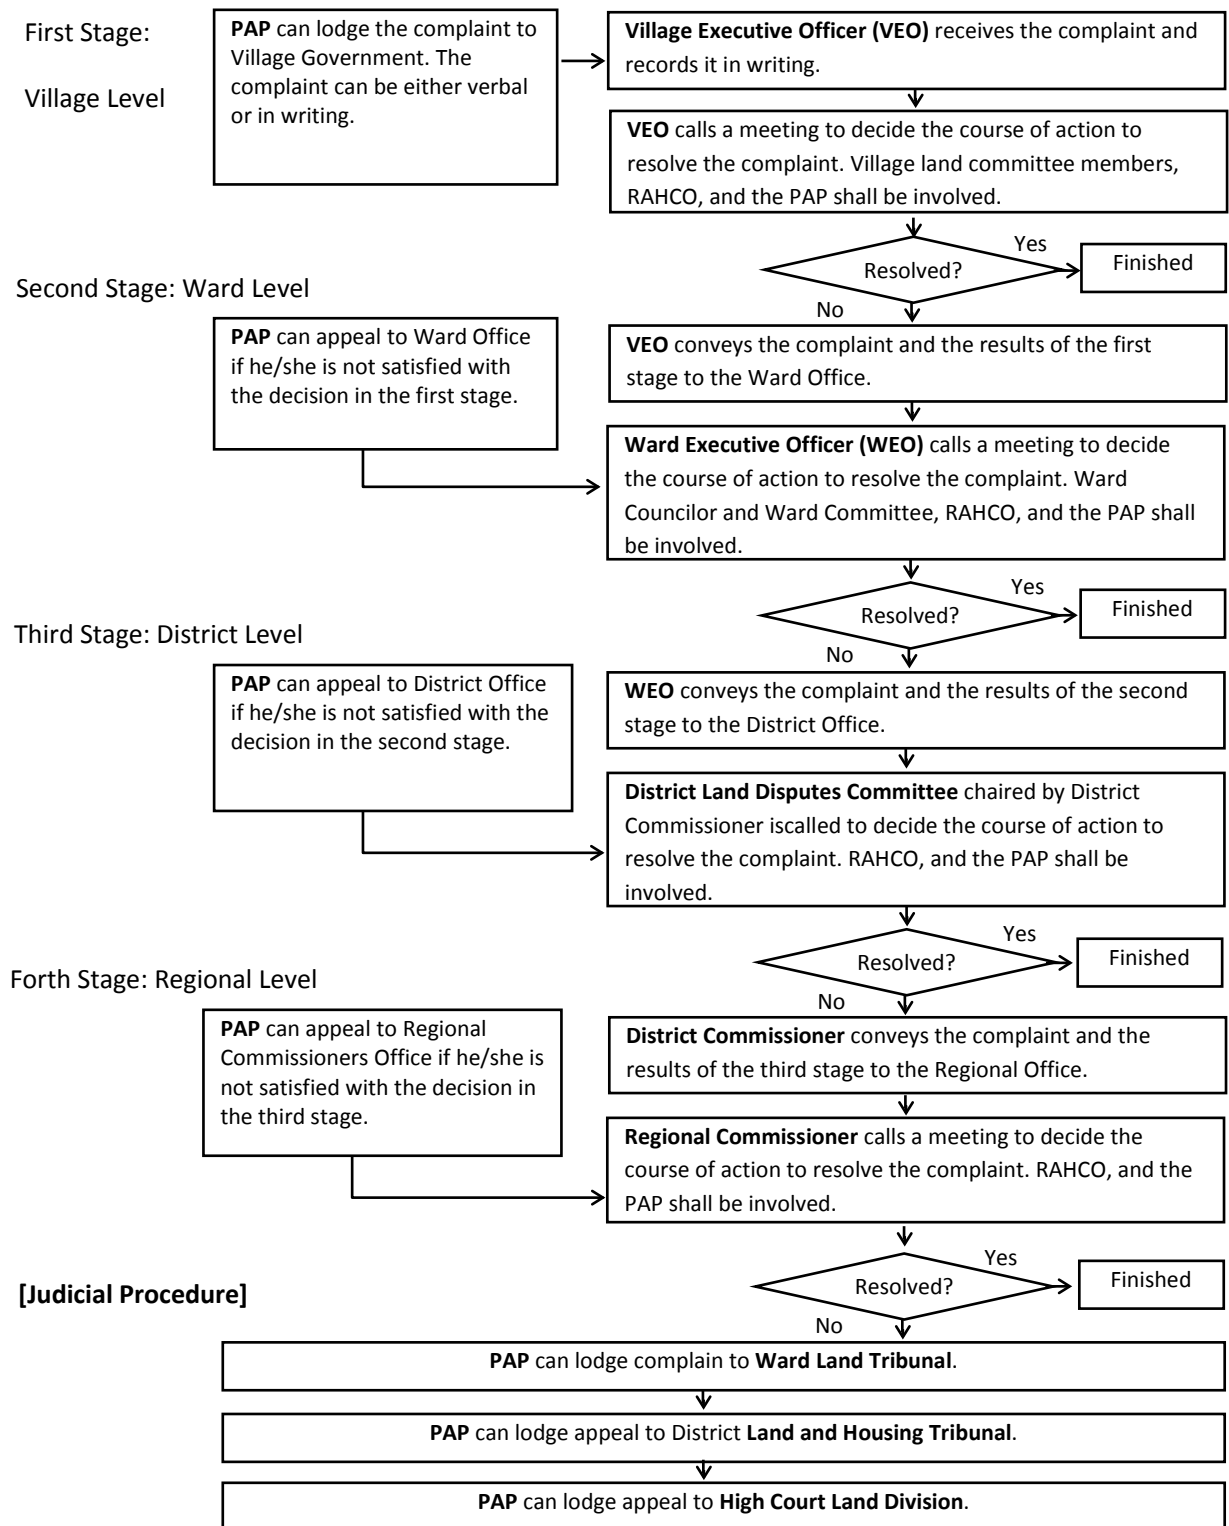 First Stage:
Village Level
PAP can lodge the complaint to
Village Government. The
complaint can be either verbal
or in writing.
Village Executive Officer (VEO) receives the complaint and
records it in writing.
VEO calls a meeting to decide the course of action to
resolve the complaint. Village land committee members,
RAHCO, and the PAP shall be involved.
Resolved?
Yes
Finished
No
Second Stage: Ward Level
PAP can appeal to Ward Office
if he/she is not satisfied with
the decision in the first stage.
VEO conveys the complaint and the results of the first
stage to the Ward Office.
Ward Executive Officer (WEO) calls a meeting to decide
the course of action to resolve the complaint. Ward
Councilor and Ward Committee, RAHCO, and the PAP shall
be involved.
Resolved?
Yes
Finished
No
Third Stage: District Level
PAP can appeal to District Office
if he/she is not satisfied with the
decision in the second stage.
WEO conveys the complaint and the results of the second
stage to the District Office.
District Land Disputes Committee chaired by District
Commissioner iscalled to decide the course of action to
resolve the complaint. RAHCO, and the PAP shall be
involved.
Resolved?
Yes
Finished
No
Forth Stage: Regional Level
PAP can appeal to Regional
Commissioners Office if he/she is
not satisfied with the decision in
the third stage.
District Commissioner conveys the complaint and the
results of the third stage to the Regional Office.
Regional Commissioner calls a meeting to decide the
course of action to resolve the complaint. RAHCO, and the
PAP shall be involved.
Resolved?
Yes
Finished
No
[Judicial Procedure]
PAP can lodge complain to Ward Land Tribunal.
PAP can lodge appeal to District Land and Housing Tribunal.
PAP can lodge appeal to High Court Land Division.